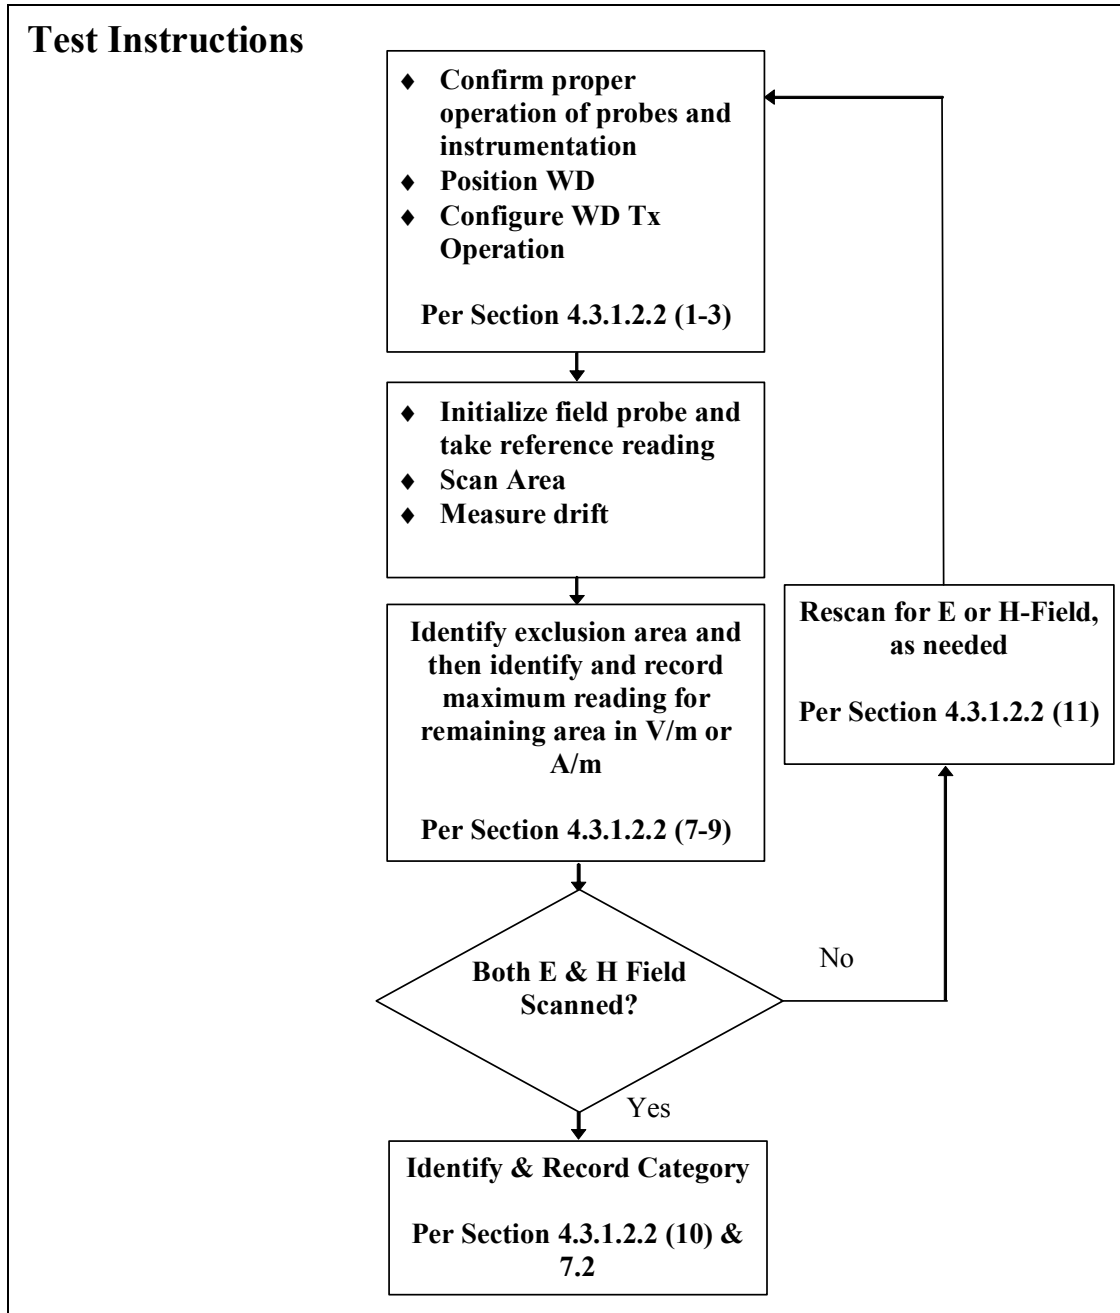 Test Instructions
♦ Confirm proper
operation of probes and
instrumentation
♦ Position WD
♦ Configure WD Tx
Operation
Per Section 4.3.1.2.2 (1-3)
♦ Initialize field probe and
take reference reading
♦ Scan Area
♦ Measure drift
Identify exclusion area and
then identify and record
maximum reading for
remaining area in V/m or
A/m
Per Section 4.3.1.2.2 (7-9)
Rescan for E or H-Field,
as needed
Per Section 4.3.1.2.2 (11)
Both E & H Field
Scanned?
No
Yes
Identify & Record Category
Per Section 4.3.1.2.2 (10) &
7.2